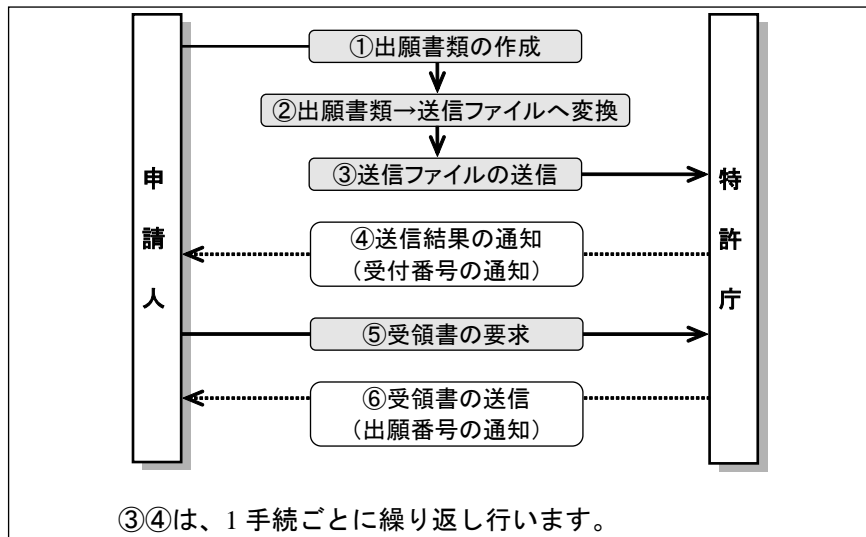 ①出願書類の作成
②出願書類→送信ファイルへ変換
③送信ファイルの送信
申請人
特許庁
④送信結果の通知
（受付番号の通知）
⑤受領書の要求
⑥受領書の送信
（出願番号の通知）
③④は、1 手続ごとに繰り返し行います。